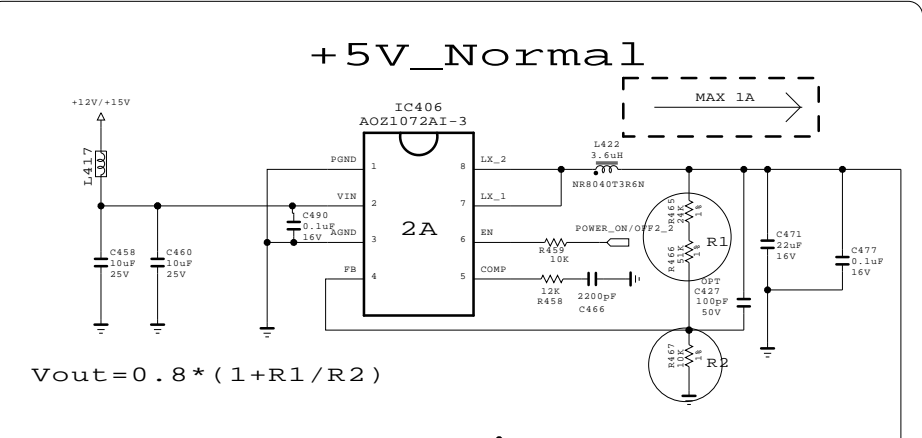 +5V_Normal
MAX 1A
+12V/+15V
L417
C458
10uF
25V
C460
10uF
25V
C490
0.1uF
16V
IC406
AOZ1072AI-3
2A
PGND
1
VIN
2
AGND
3
FB
4
8
LX_2
7
LX_1
6
EN
5
COMP
L422
3.6uH
NR8040T3R6N
POWER_ON/OFF2_2
R459
10K
12K
R458
2200pF
C466
R465
24K
1%
R466
51K
1%
R1
OPT
C427
100pF
50V
R467
10K
1%
R2
C471
22uF
16V
C477
0.1uF
16V
Vout=0.8*(1+R1/R2)